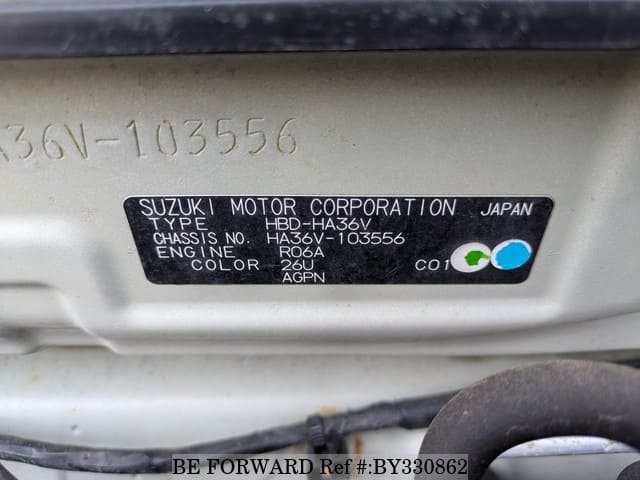 A36V-103556
SUZUKI MOTOR CORPORATION JAPAN
TYPE HBD-HA36V
CHASSIS NO. HA36V-103556
ENGINE R06A
COLOR 26U C01
AGPN
BE FORWARD Ref #:BY330862